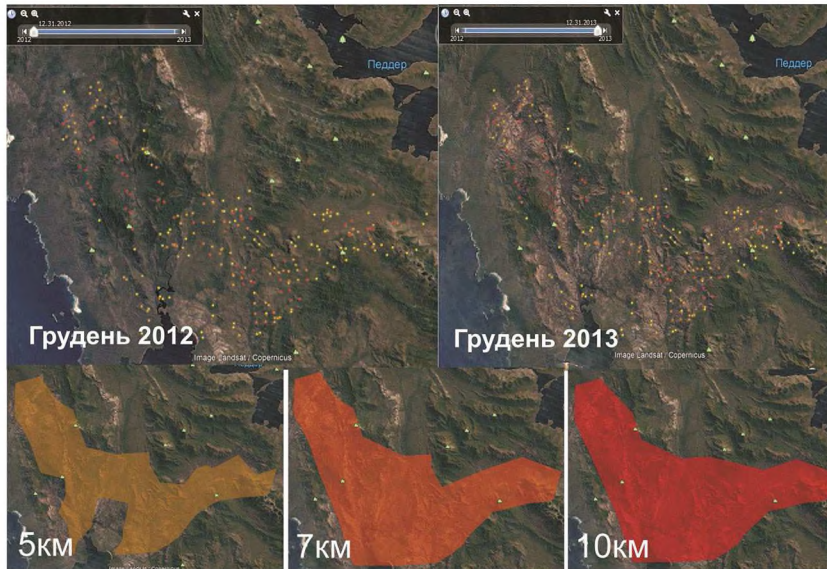 12.31.2012
2012
2013
Педдер
Грудень 2012
Image Landsat / Copernicus
12.31.2013
2012
2013
Педдер
Грудень 2013
Image Landsat / Copernicus
5км
7км
10км